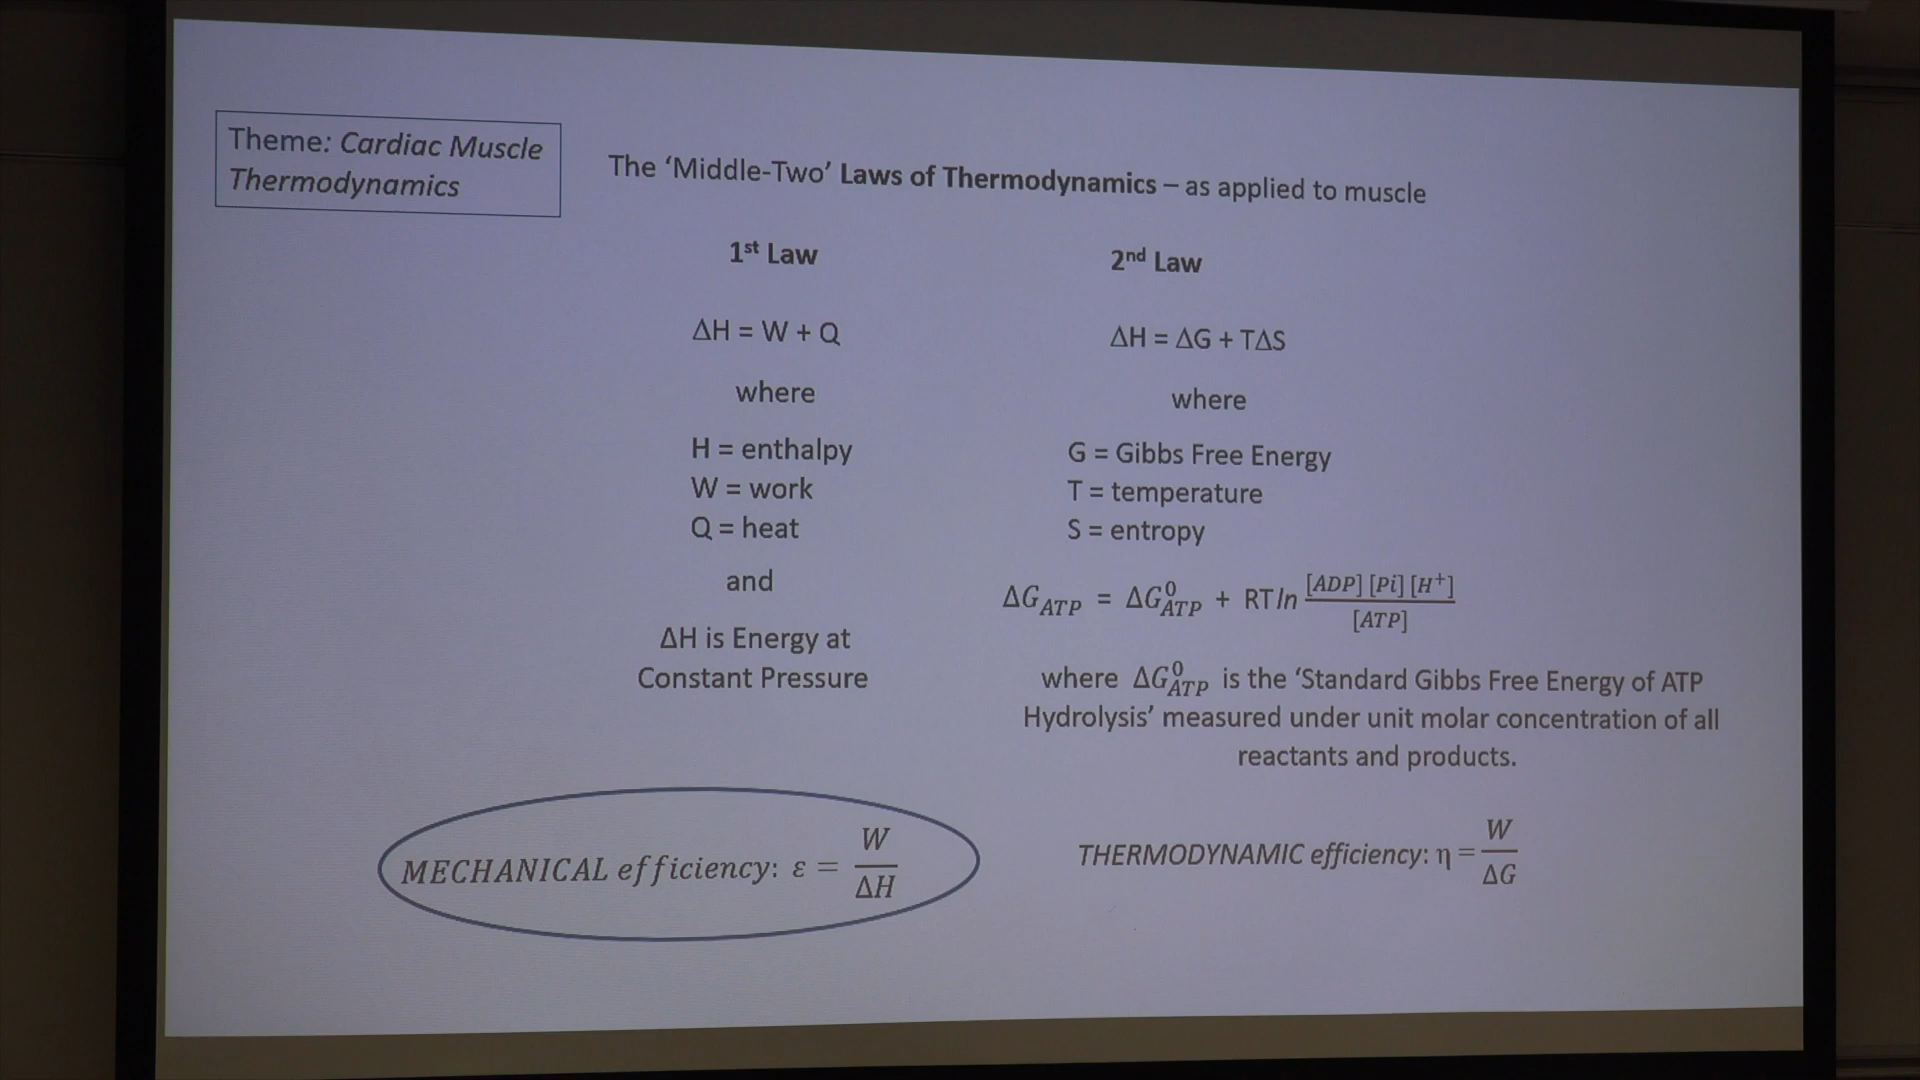 Theme: Cardiac Muscle
Thermodynamics
The ‘Middle-Two’ Laws of Thermodynamics – as applied to muscle
1st Law
ΔH = W + Q
where
H = enthalpy
W = work
Q = heat
and
ΔH is Energy at
Constant Pressure
MECHANICAL efficiency: ε = W / ΔH
2nd Law
ΔH = ΔG + TΔS
where
G = Gibbs Free Energy
T = temperature
S = entropy
ΔG_ATP = ΔG⁰_ATP + RT ln [ADP] [Pi] [H⁺] / [ATP]
where ΔG⁰_ATP is the ‘Standard Gibbs Free Energy of ATP
Hydrolysis’ measured under unit molar concentration of all
reactants and products.
THERMODYNAMIC efficiency: η = W / ΔG